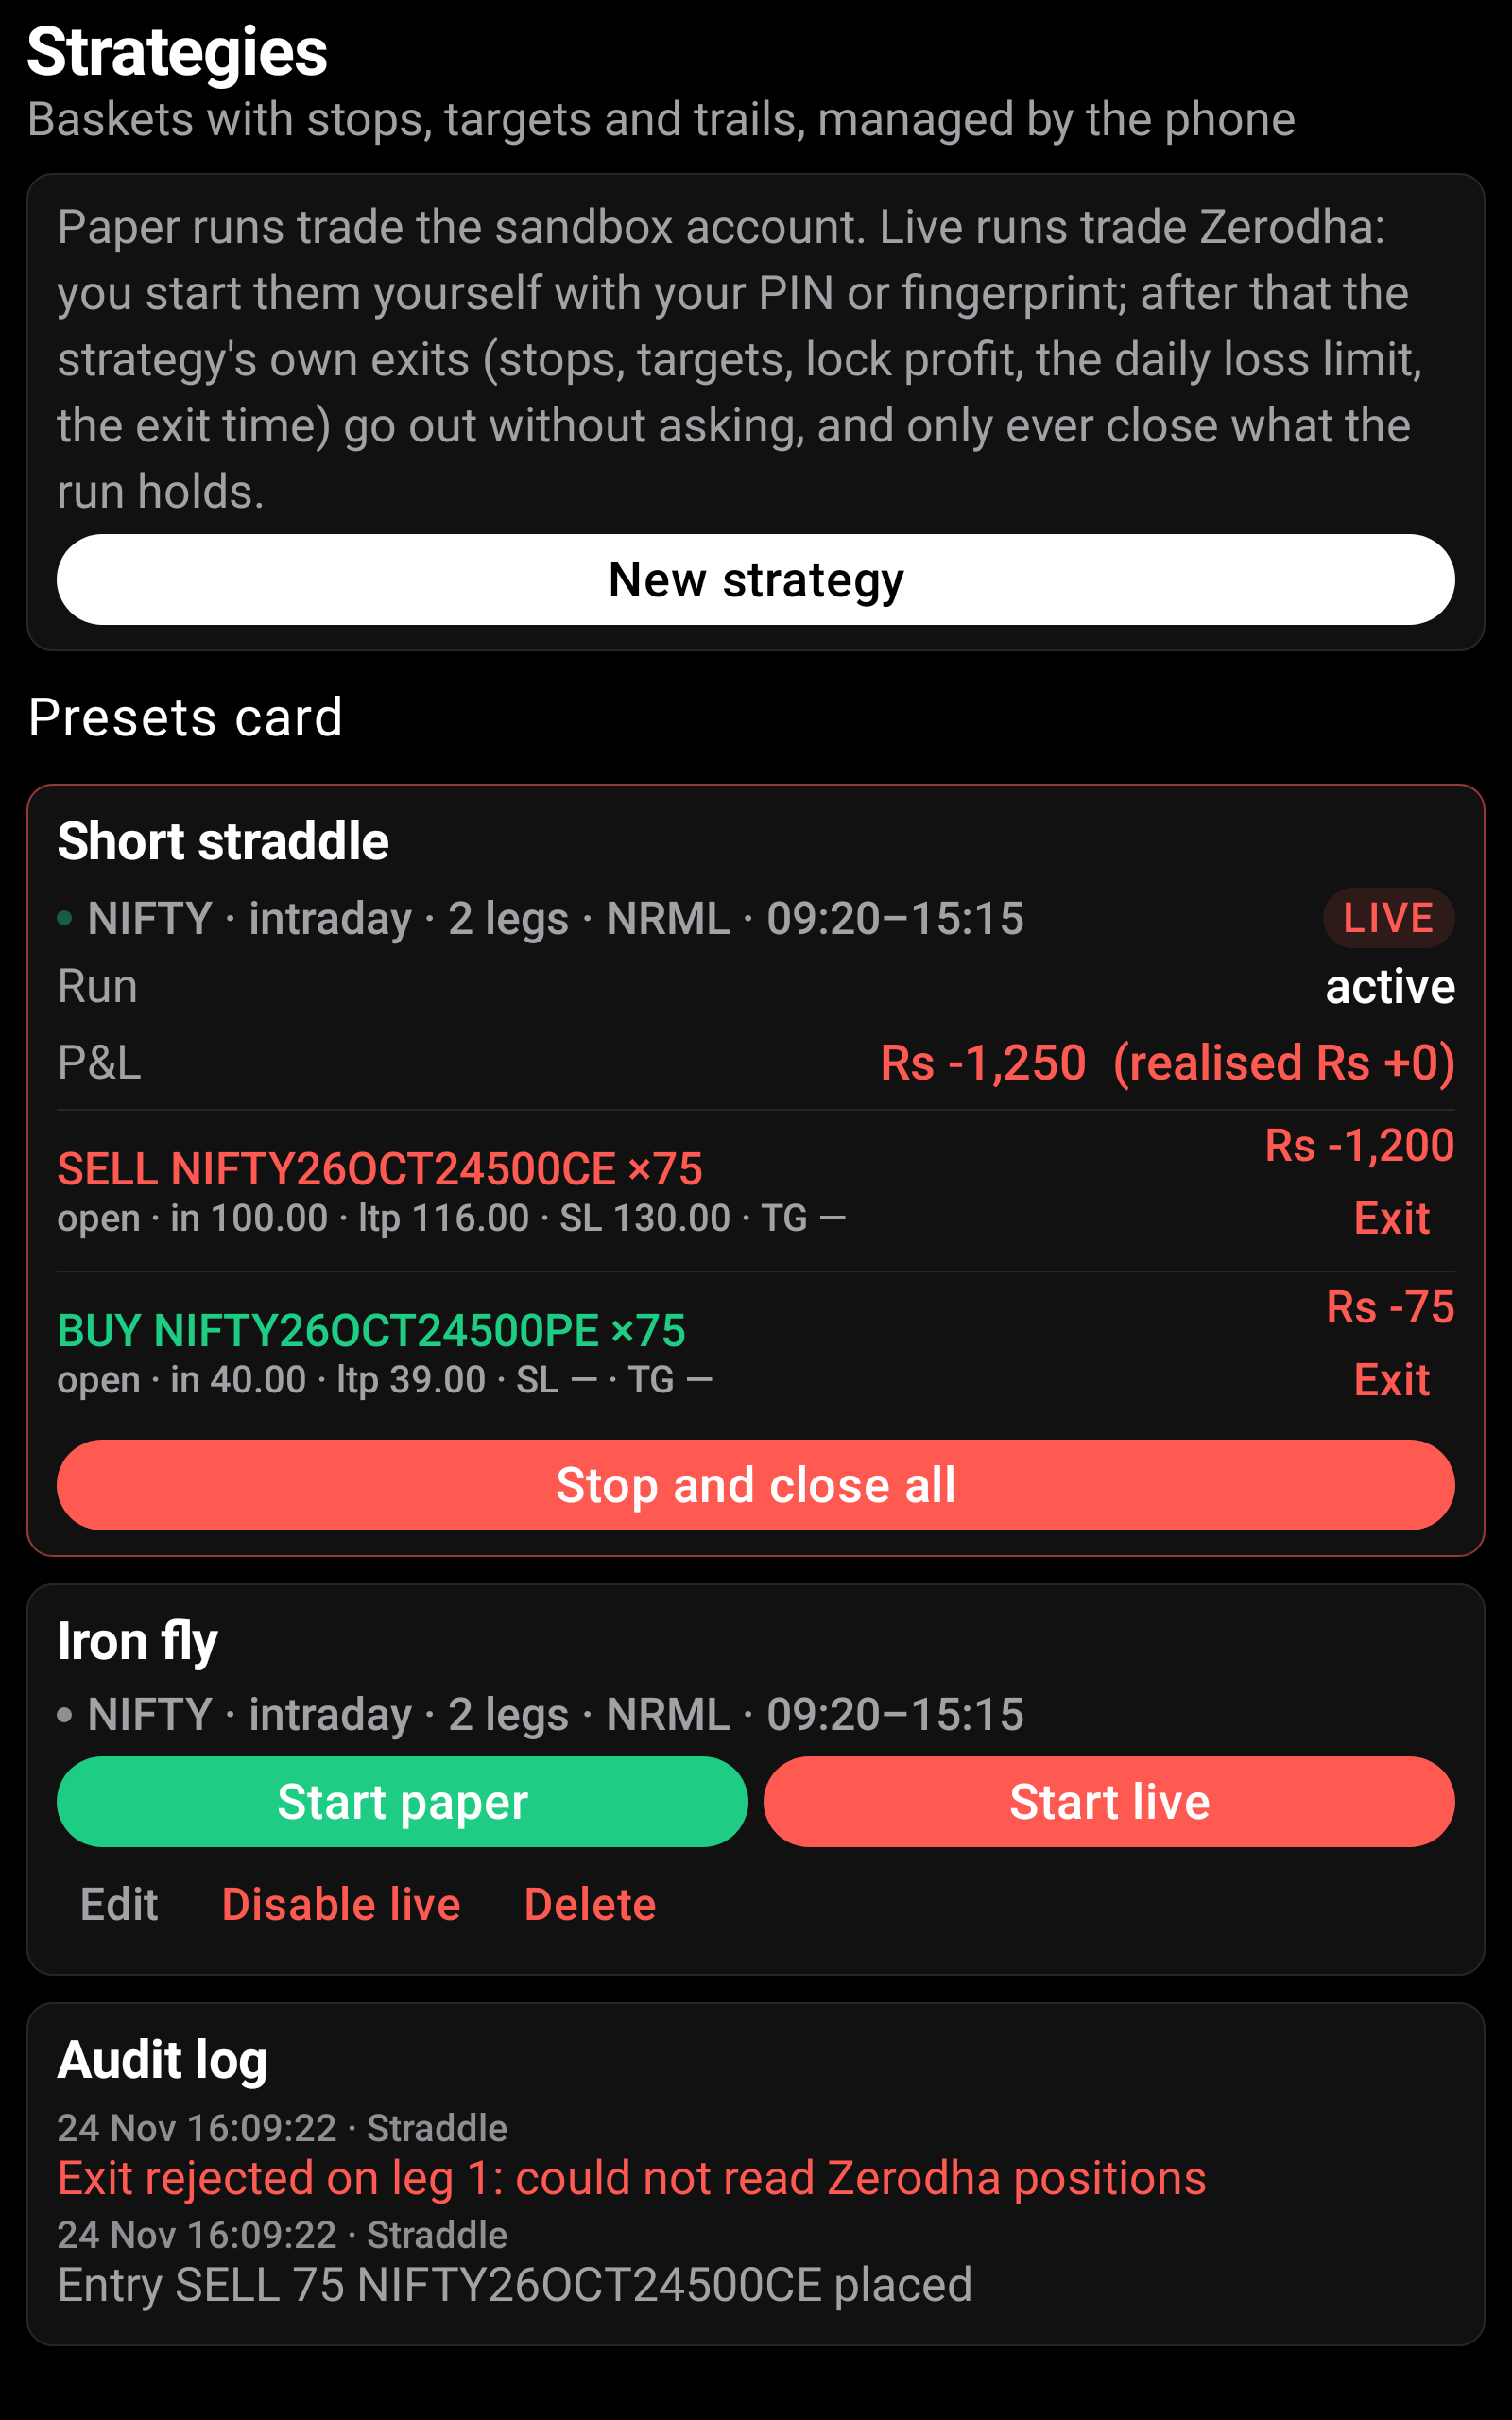 Strategies
Baskets with stops, targets and trails, managed by the phone
Paper runs trade the sandbox account. Live runs trade Zerodha:
you start them yourself with your PIN or fingerprint; after that the
strategy's own exits (stops, targets, lock profit, the daily loss limit,
the exit time) go out without asking, and only ever close what the
run holds.
New strategy
Presets card
Short straddle
• NIFTY · intraday · 2 legs · NRML · 09:20–15:15 LIVE
Run active
P&L Rs -1,250 (realised Rs +0)
SELL NIFTY26OCT24500CE ×75 Rs -1,200
open · in 100.00 · ltp 116.00 · SL 130.00 · TG — Exit
BUY NIFTY26OCT24500PE ×75 Rs -75
open · in 40.00 · ltp 39.00 · SL — · TG — Exit
Stop and close all
Iron fly
• NIFTY · intraday · 2 legs · NRML · 09:20–15:15
Start paper Start live
Edit Disable live Delete
Audit log
24 Nov 16:09:22 · Straddle
Exit rejected on leg 1: could not read Zerodha positions
24 Nov 16:09:22 · Straddle
Entry SELL 75 NIFTY26OCT24500CE placed